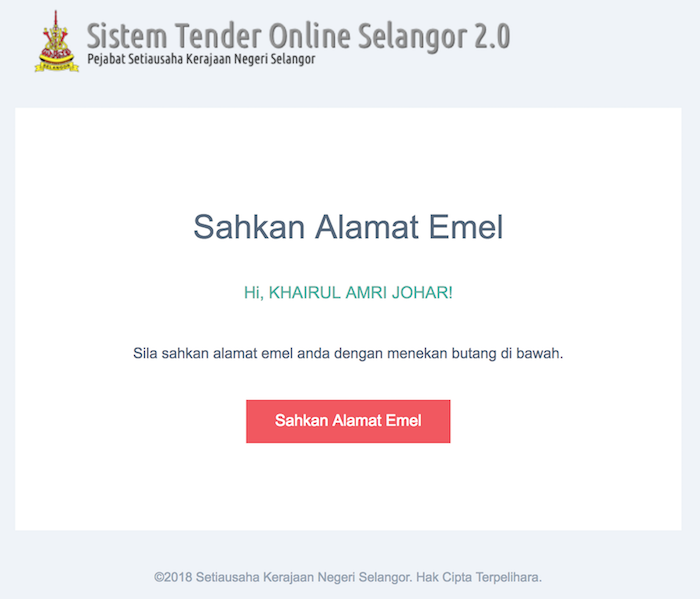 Sistem Tender Online Selangor 2.0
Pejabat Setiausaha Kerajaan Negeri Selangor
SELANGOR
Sahkan Alamat Emel
Hi, KHAIRUL AMRI JOHAR!
Sila sahkan alamat emel anda dengan menekan butang di bawah.
Sahkan Alamat Emel
©2018 Setiausaha Kerajaan Negeri Selangor. Hak Cipta Terpelihara.